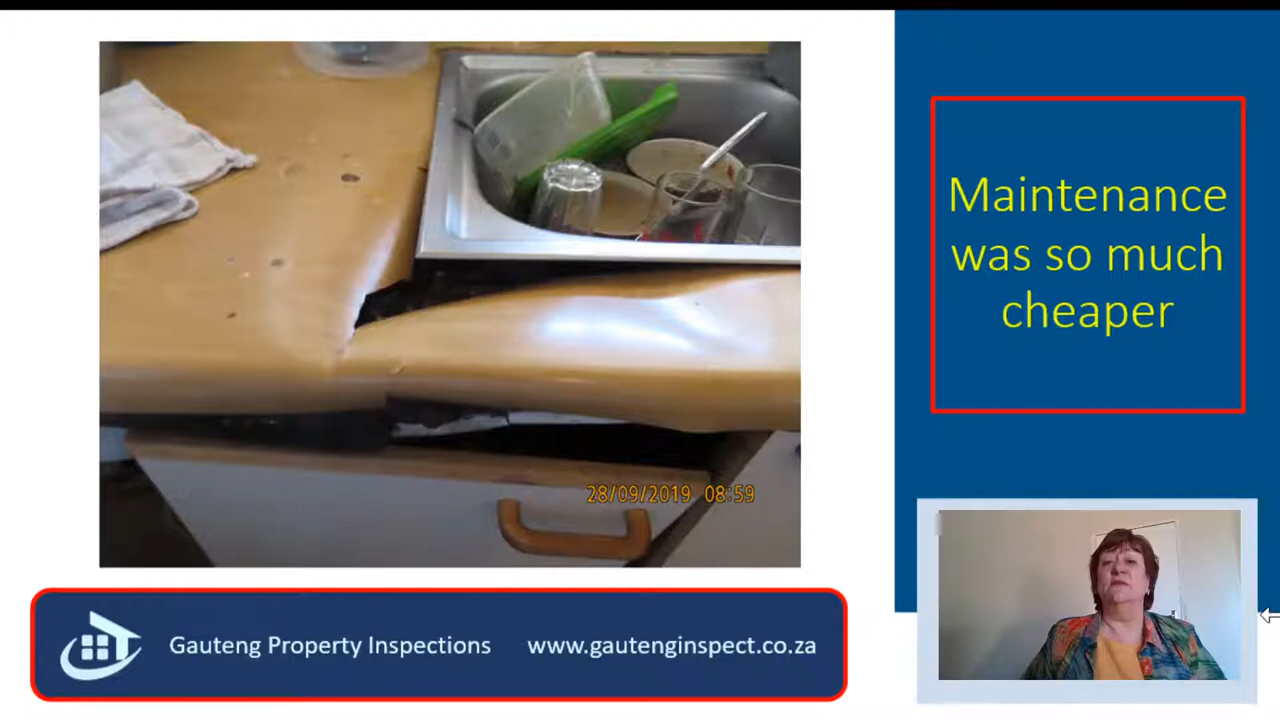 Maintenance
was so much
cheaper
28/09/2019 08:59
Gauteng Property Inspections www.gautenginspect.co.za